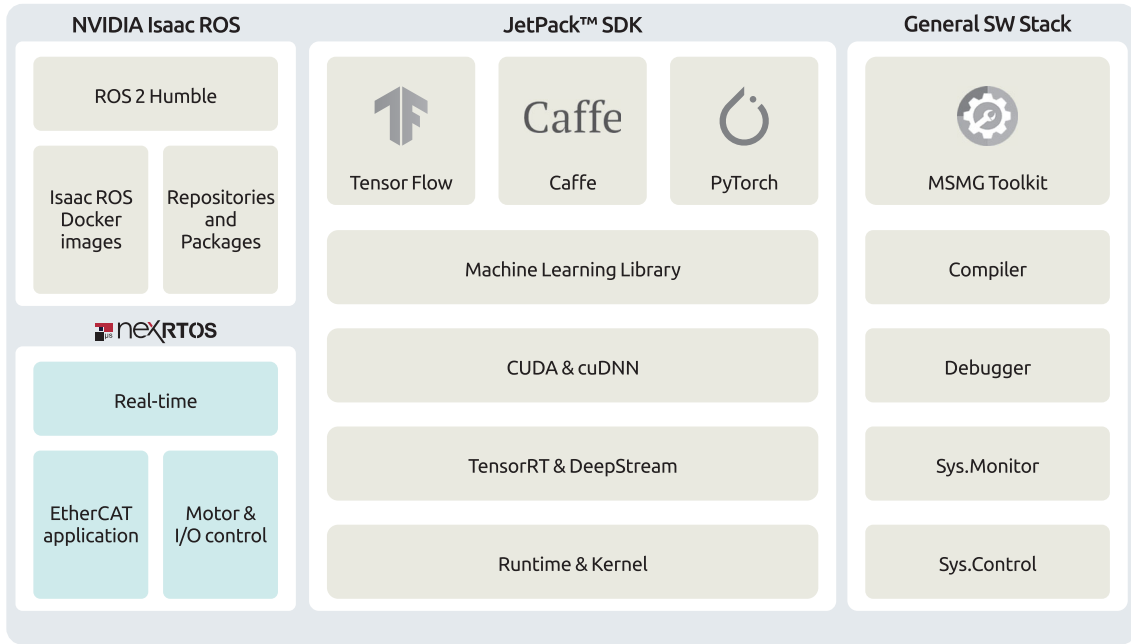 NVIDIA Isaac ROS
ROS 2 Humble
Isaac ROS
Docker
images
Repositories
and
Packages
μs
neXRTOS
Real-time
EtherCAT
application
Motor &
I/O control
JetPack™ SDK
Tensor Flow
Caffe
Caffe
PyTorch
Machine Learning Library
CUDA & cuDNN
TensorRT & DeepStream
Runtime & Kernel
General SW Stack
MSMG Toolkit
Compiler
Debugger
Sys.Monitor
Sys.Control